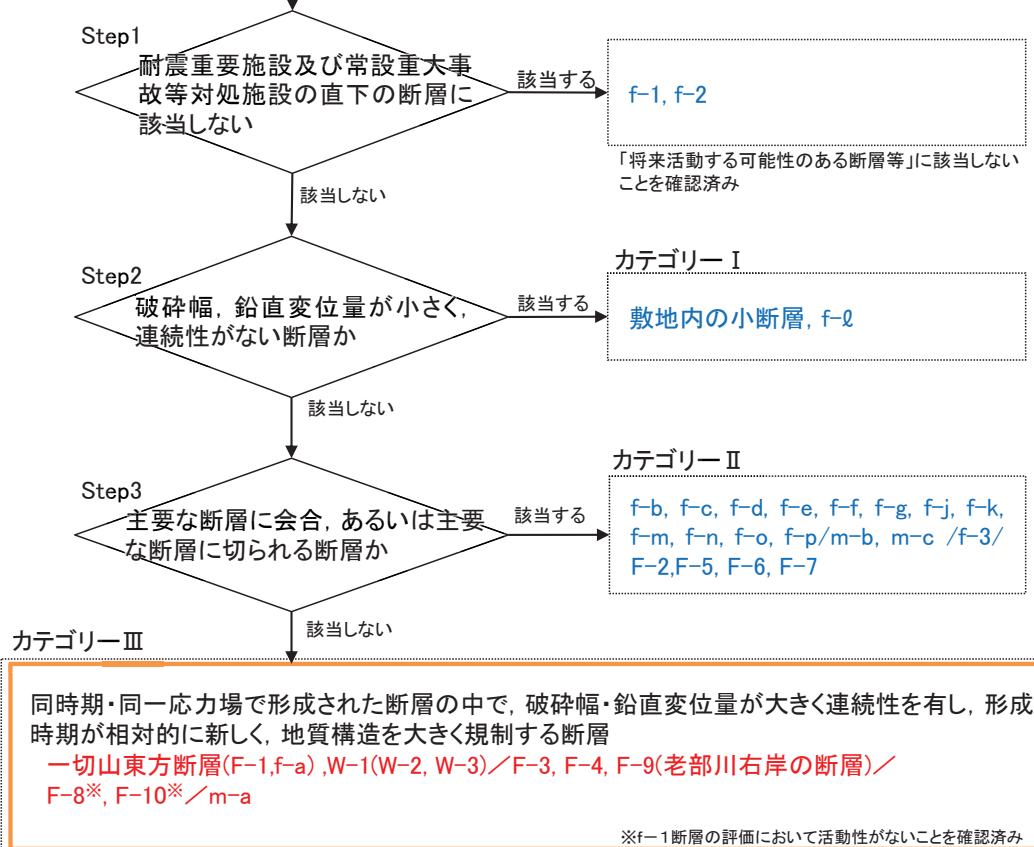 Step1
耐震重要施設及び常設重大事
故等対処施設の直下の断層に
該当しない
該当する
f-1, f-2
「将来活動する可能性のある断層等」に該当しない
ことを確認済み
該当しない
Step2
破砕幅, 鉛直変位量が小さく,
連続性がない断層か
該当する
カテゴリーⅠ
敷地内の小断層, f-ℓ
該当しない
Step3
主要な断層に会合, あるいは主要
な断層に切られる断層か
該当する
カテゴリーⅡ
f-b, f-c, f-d, f-e, f-f, f-g, f-j, f-k,
f-m, f-n, f-o, f-p/m-b, m-c /f-3/
F-2,F-5, F-6, F-7
該当しない
カテゴリーⅢ
同時期・同一応力場で形成された断層の中で, 破砕幅・鉛直変位量が大きく連続性を有し, 形成
時期が相対的に新しく, 地質構造を大きく規制する断層
一切山東方断層(F-1,f-a) ,W-1(W-2, W-3)／F-3, F-4, F-9(老部川右岸の断層)／
F-8※, F-10※／m-a
※f－1断層の評価において活動性がないことを確認済み